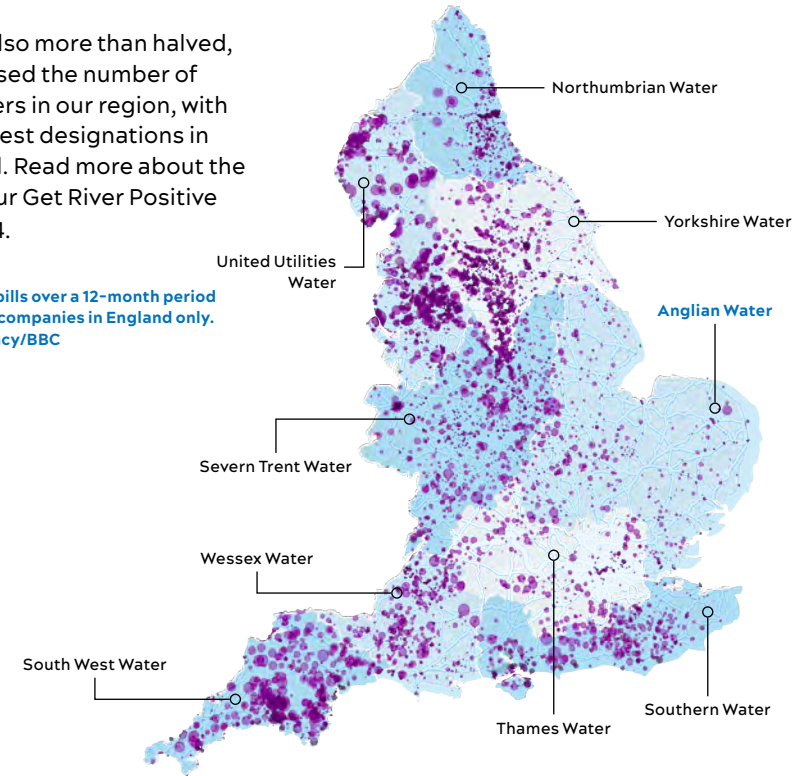 lso more than halved,
sed the number of
ers in our region, with
est designations in
. Read more about the
ur Get River Positive
4.
pills over a 12-month period
companies in England only.
cy/BBC
Northumbrian Water
Yorkshire Water
United Utilities
Water
Anglian Water
Severn Trent Water
Wessex Water
South West Water
Thames Water
Southern Water